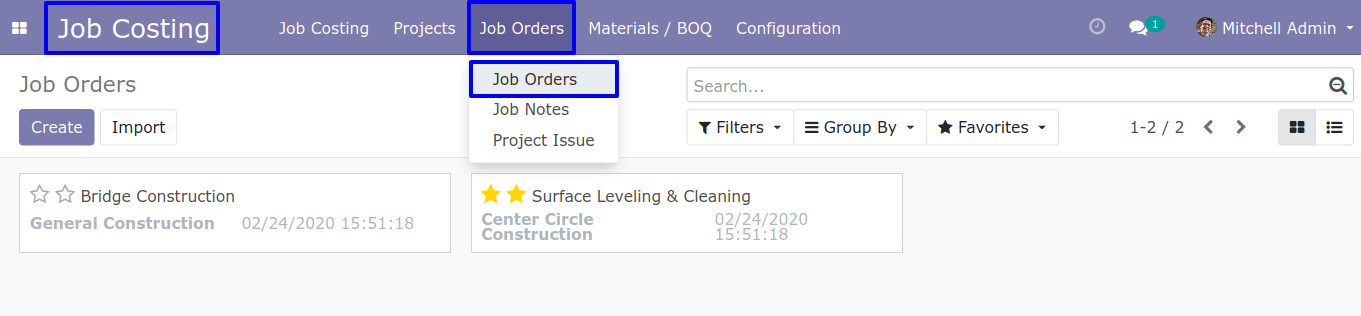 Job Costing Job Costing Projects Job Orders Materials / BOQ Configuration 1 Mitchell Admin
Job Orders
Job Orders
Search...
Job Notes
Create Import
Filters Group By Favorites 1-2 / 2
Project Issue
Bridge Construction
General Construction 02/24/2020 15:51:18
Surface Leveling & Cleaning
Center Circle 02/24/2020
Construction 15:51:18